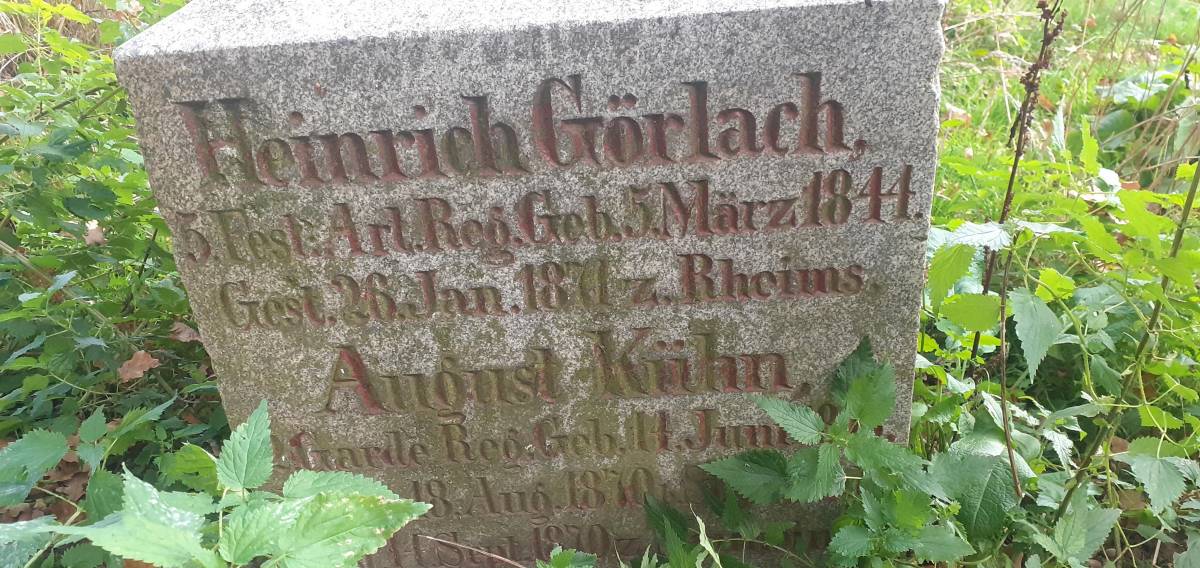 Heinrich Görlach,
5. Fest: Art. Reg. Geb. 5. März 1844.
Gest. 26. Jan. 1871 z. Rheims.
August Kühn,
Garde Reg. Geb. 14. Juni
18. Aug. 1870
1870